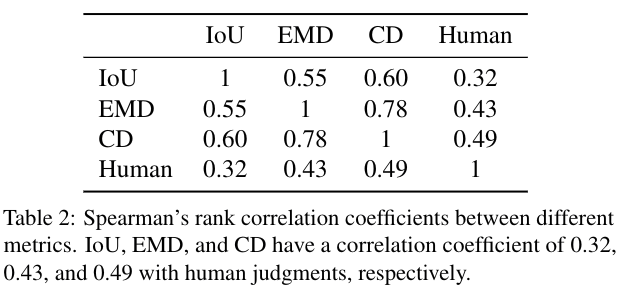 IoU EMD CD Human
IoU 1 0.55 0.60 0.32
EMD 0.55 1 0.78 0.43
CD 0.60 0.78 1 0.49
Human 0.32 0.43 0.49 1
Table 2: Spearman's rank correlation coefficients between different
metrics. IoU, EMD, and CD have a correlation coefficient of 0.32,
0.43, and 0.49 with human judgments, respectively.